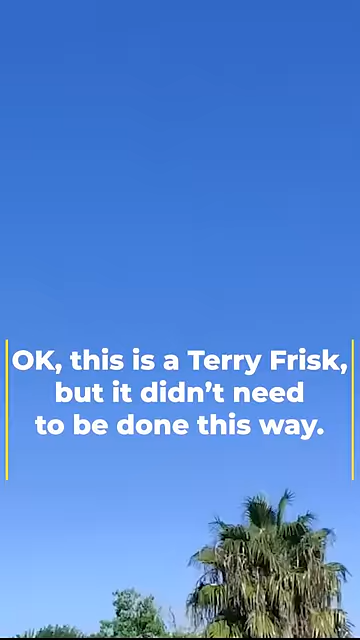 OK, this is a Terry Frisk,
but it didn’t need
to be done this way.